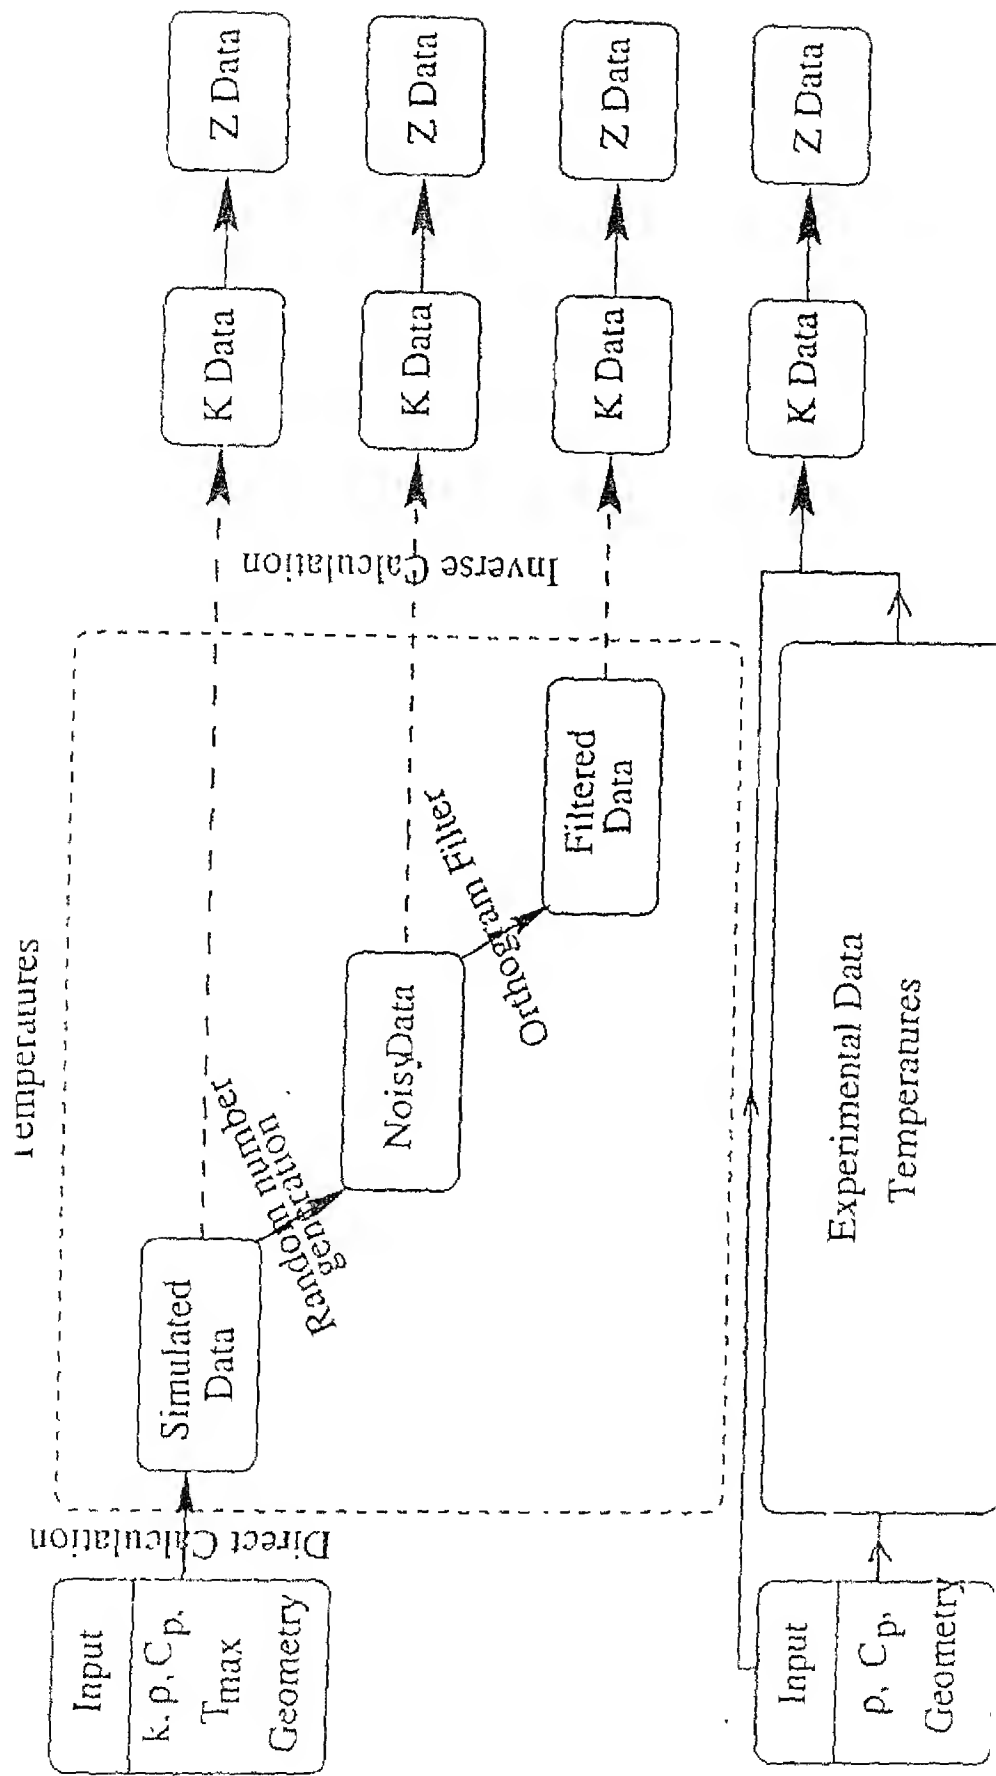 Temperatures
Input
k, ρ, Cp,
Tmax
Geometry
Direct Calculation
Simulated
Data
Random number
generation
Noisy Data
Orthogram Filter
Filtered
Data
Inverse Calculation
K Data
Z Data
K Data
Z Data
K Data
Z Data
Input
ρ, Cp,
Geometry
Experimental Data
Temperatures
K Data
Z Data